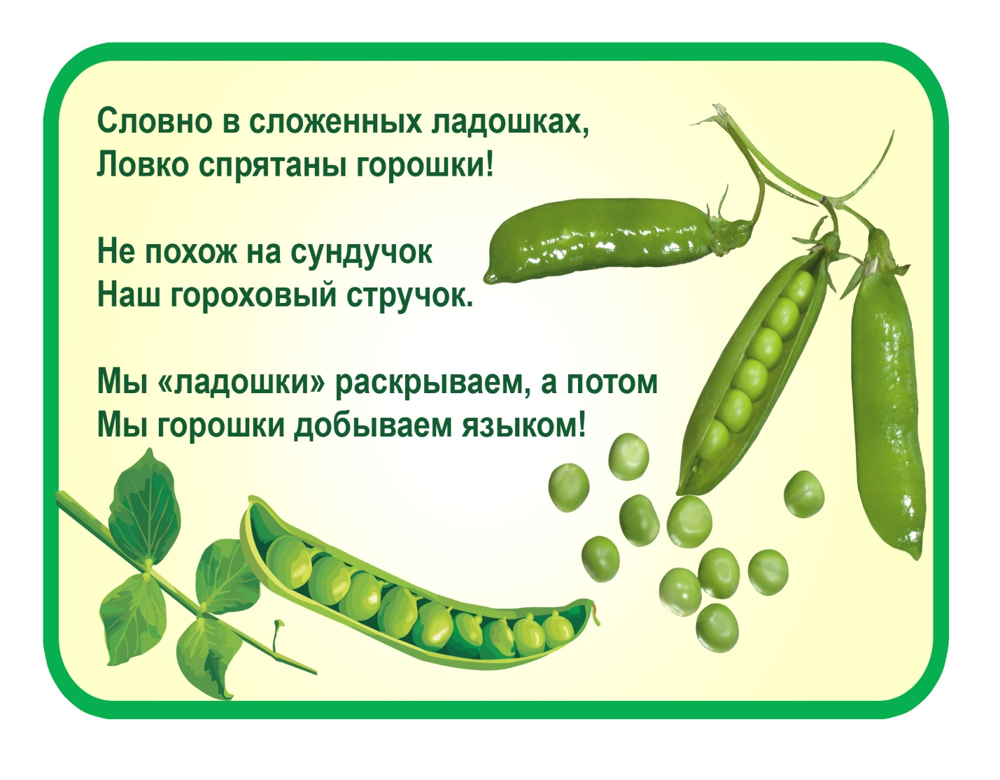 Словно в сложенных ладошках,
Ловко спрятаны горошки!
Не похож на сундучок
Наш гороховый стручок.
Мы «ладошки» раскрываем, а потом
Мы горошки добываем языком!